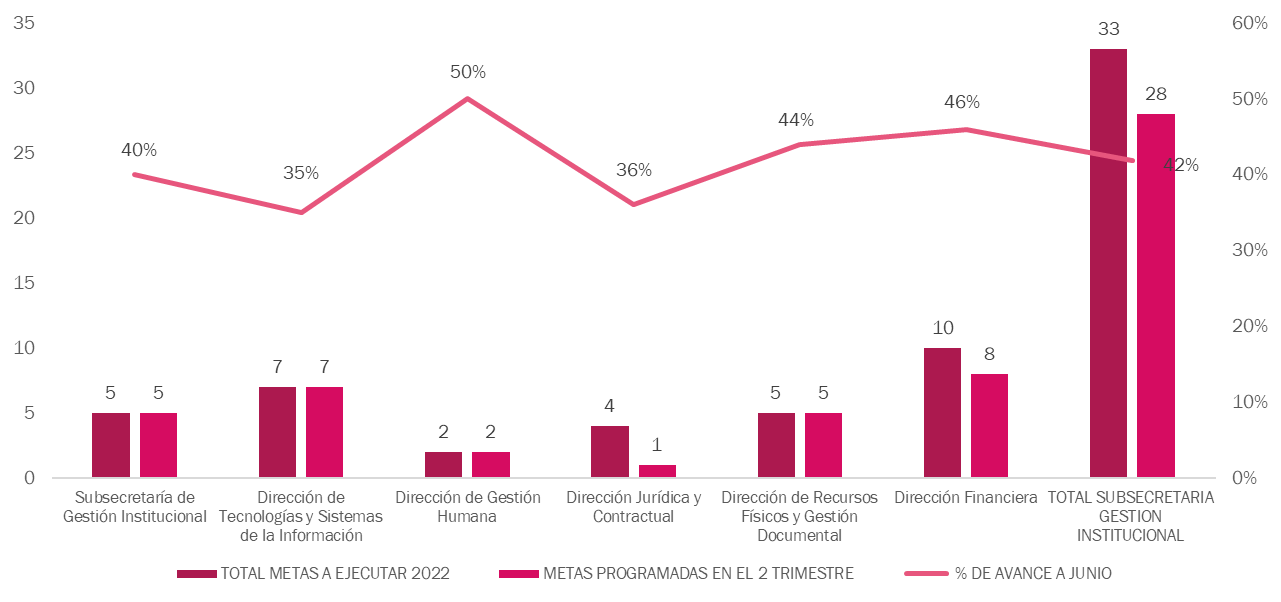 35
30
25
20
15
10
5
0
60%
50%
40%
30%
20%
10%
0%
40%
35%
50%
36%
44%
46%
42%
5
5
7
7
2
2
4
1
5
5
10
8
33
28
Subsecretaría de
Gestión Institucional
Dirección de
Tecnologías y Sistemas
de la Información
Dirección de Gestión
Humana
Dirección Jurídica y
Contractual
Dirección de Recursos
Físicos y Gestión
Documental
Dirección Financiera
TOTAL SUBSECRETARIA
GESTION
INSTITUCIONAL
TOTAL METAS A EJECUTAR 2022
METAS PROGRAMADAS EN EL 2 TRIMESTRE
% DE AVANCE A JUNIO